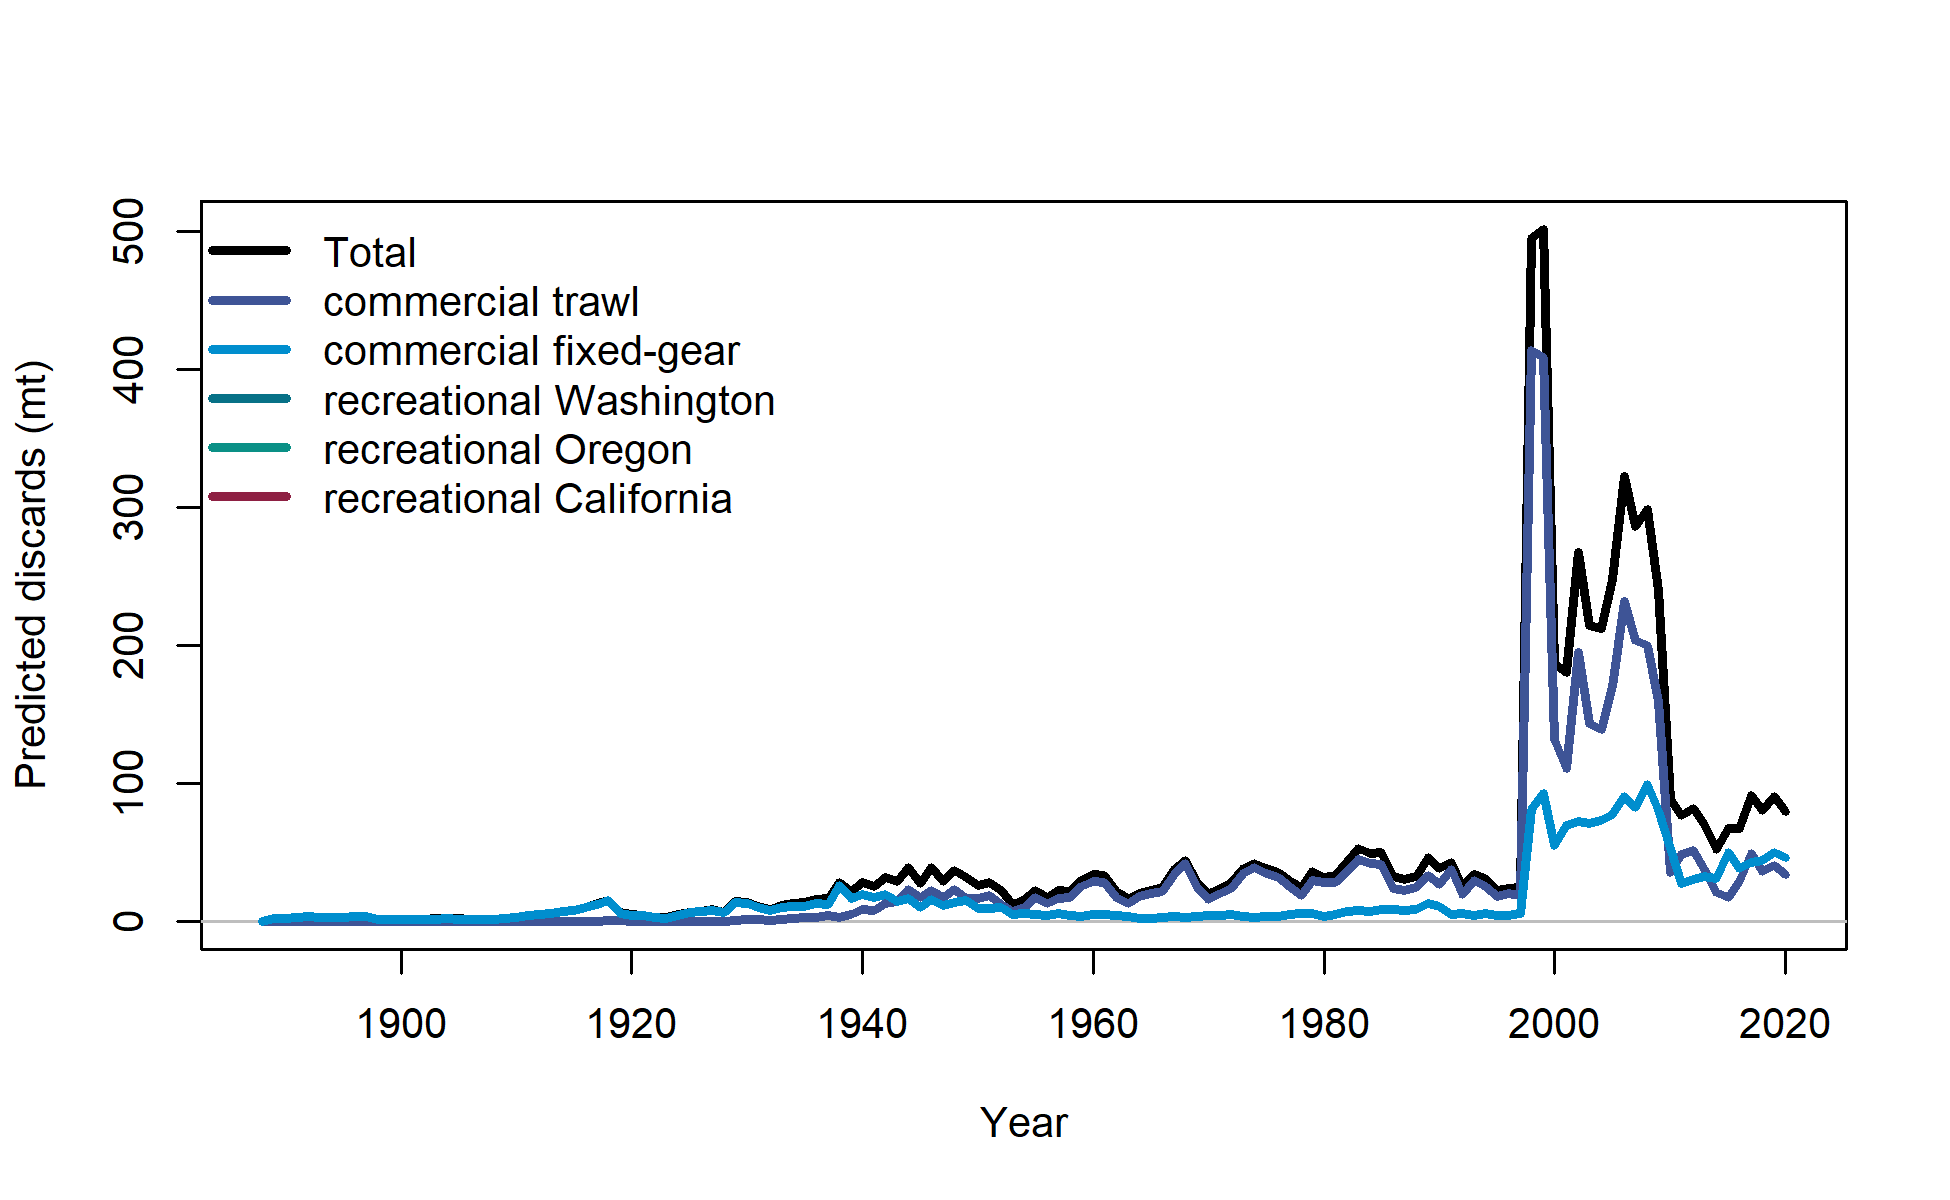 Total
commercial trawl
commercial fixed-gear
recreational Washington
recreational Oregon
recreational California
Predicted discards (mt)
500
400
300
200
100
0
1900 1920 1940 1960 1980 2000 2020
Year